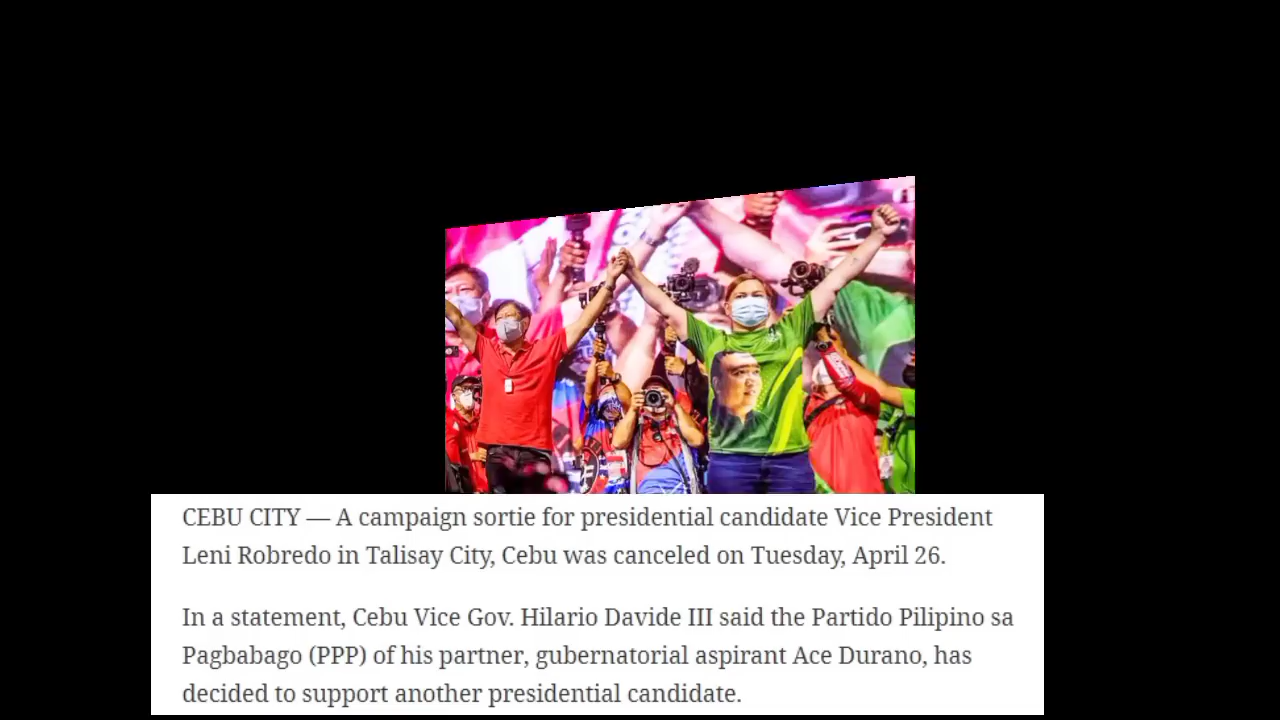 CEBU CITY — A campaign sortie for presidential candidate Vice President
Leni Robredo in Talisay City, Cebu was canceled on Tuesday, April 26.
In a statement, Cebu Vice Gov. Hilario Davide III said the Partido Pilipino sa
Pagbabago (PPP) of his partner, gubernatorial aspirant Ace Durano, has
decided to support another presidential candidate.